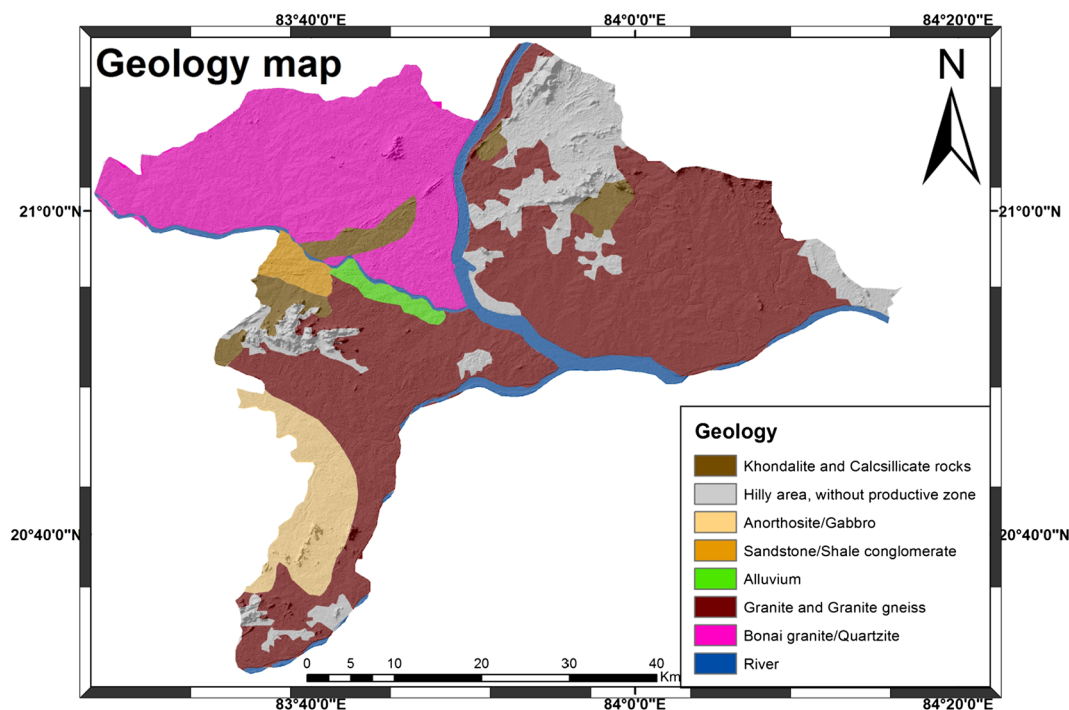 83°40'0"E 84°0'0"E 84°20'0"E
Geology map
N
21°0'0"N 21°0'0"N
Geology
Khondalite and Calcsillicate rocks
Hilly area, without productive zone
Anorthosite/Gabbro
20°40'0"N 20°40'0"N
Sandstone/Shale conglomerate
Alluvium
Granite and Granite gneiss
Bonai granite/Quartzite
River
0 5 10 20 30 40
Km
83°40'0"E 84°0'0"E 84°20'0"E